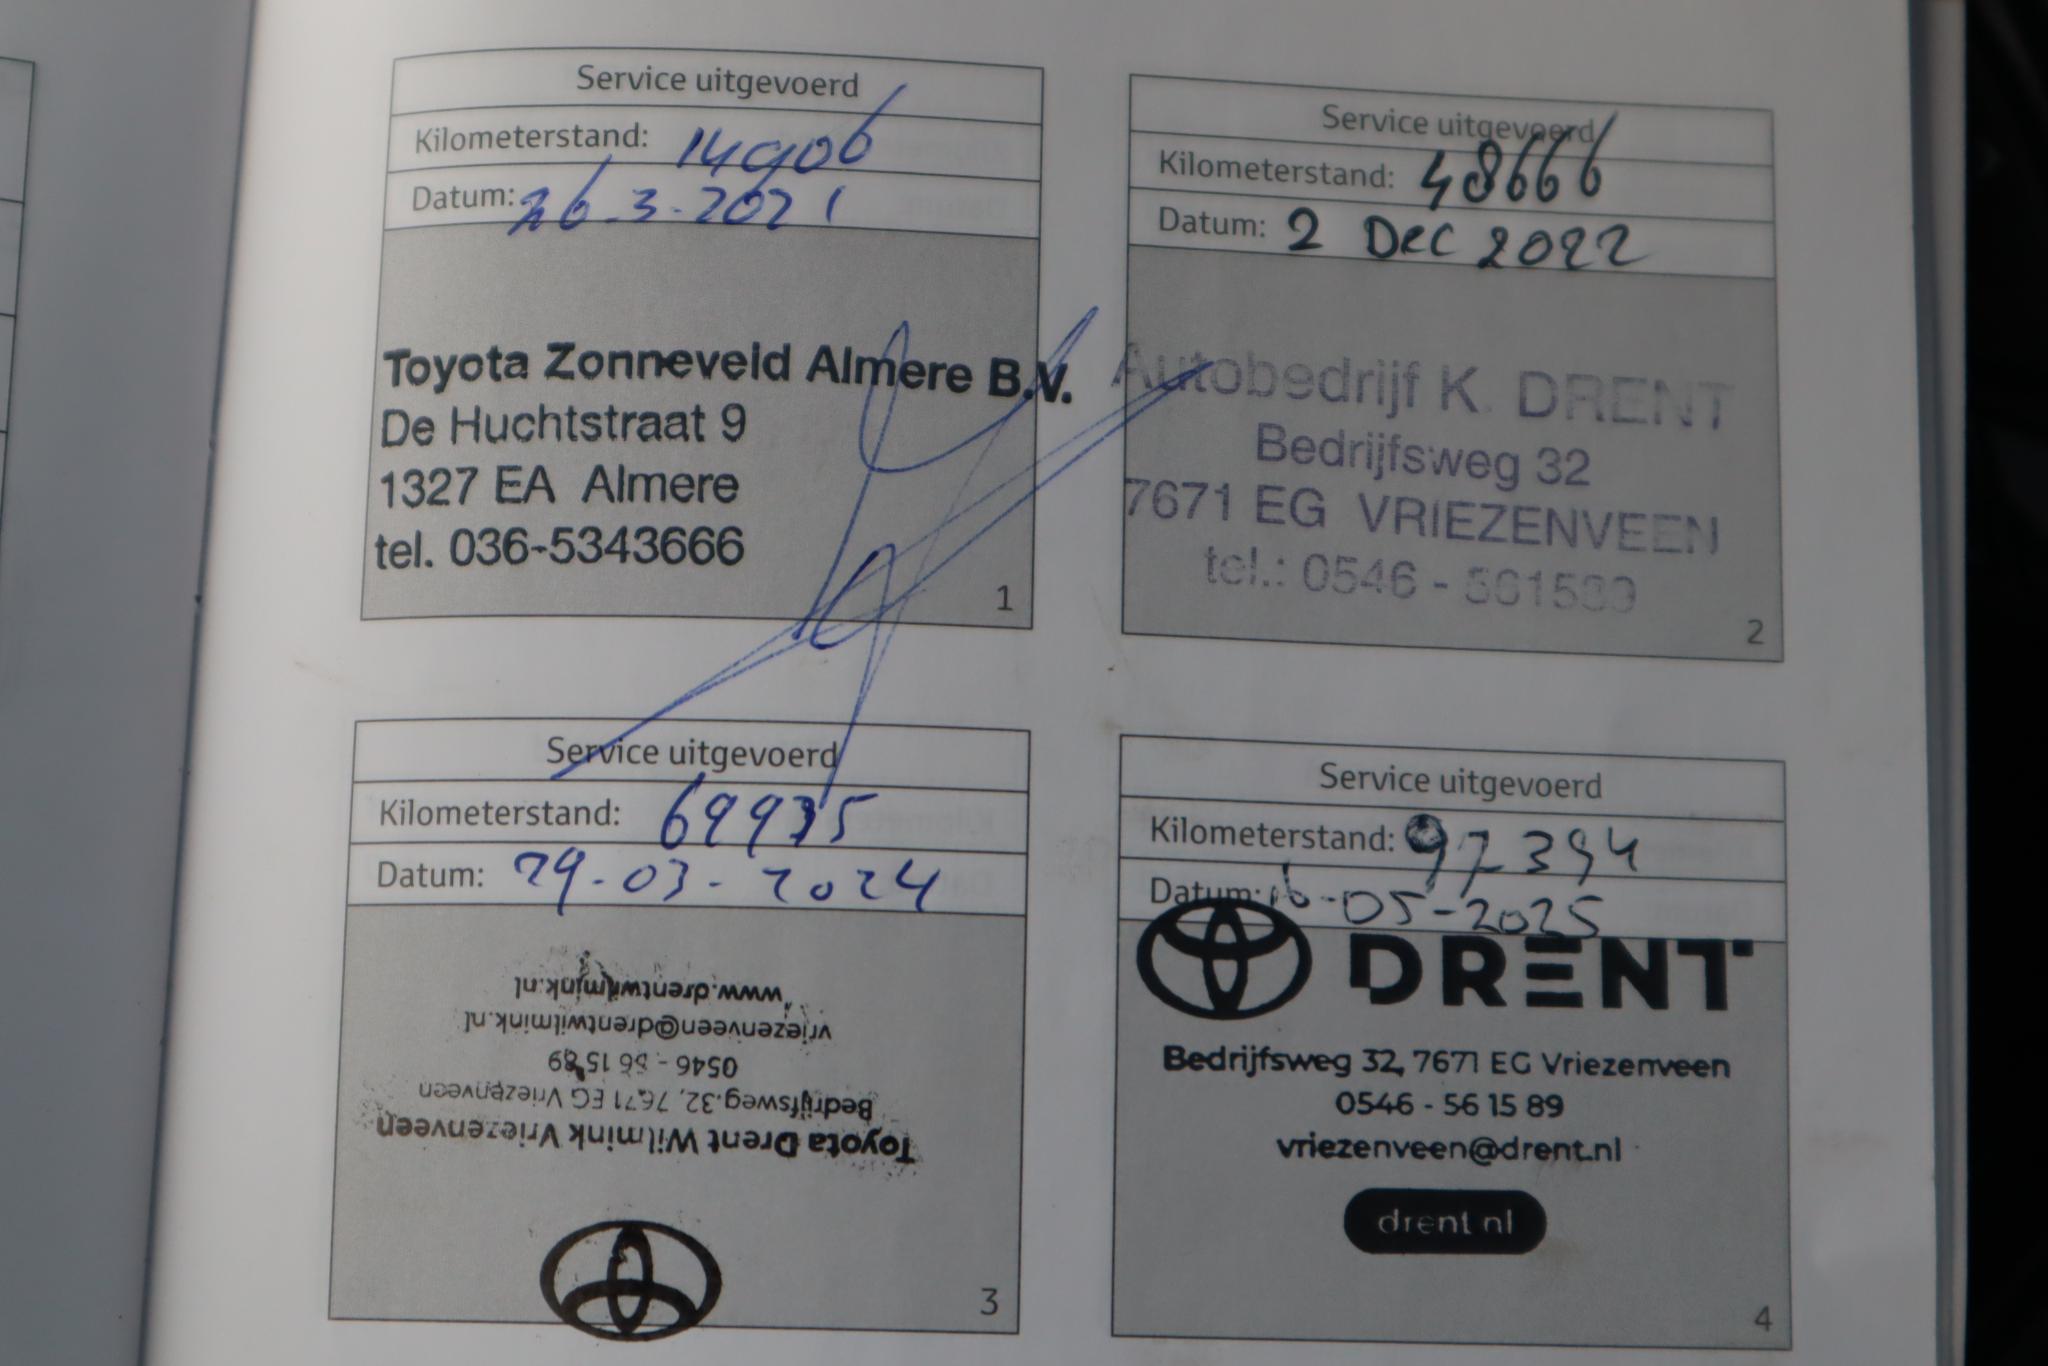 Service uitgevoerd
Kilometerstand: 14906
Datum: 26-3-2021
Toyota Zonneveld Almere B.V.
De Huchtstraat 9
1327 EA Almere
tel. 036-5343666
1
Service uitgevoerd
Kilometerstand: 48666
Datum: 2 Dec 2022
Autobedrijf K. DRENT
Bedrijfsweg 32
7671 EG VRIEZENVEEN
tel.: 0546 - 561589
2
Service uitgevoerd
Kilometerstand: 69935
Datum: 29-03-2024
Toyota Drent Wilmink Vriezenveen
Bedrijfsweg 32, 7671 EG Vriezenveen
0546 - 56 15 89
vriezenveen@drentwilmink.nl
www.drentwilmink.nl
3
Service uitgevoerd
Kilometerstand: 97394
Datum: 16-05-2025
DRENT
Bedrijfsweg 32, 7671 EG Vriezenveen
0546 - 56 15 89
vriezenveen@drent.nl
drent.nl
4